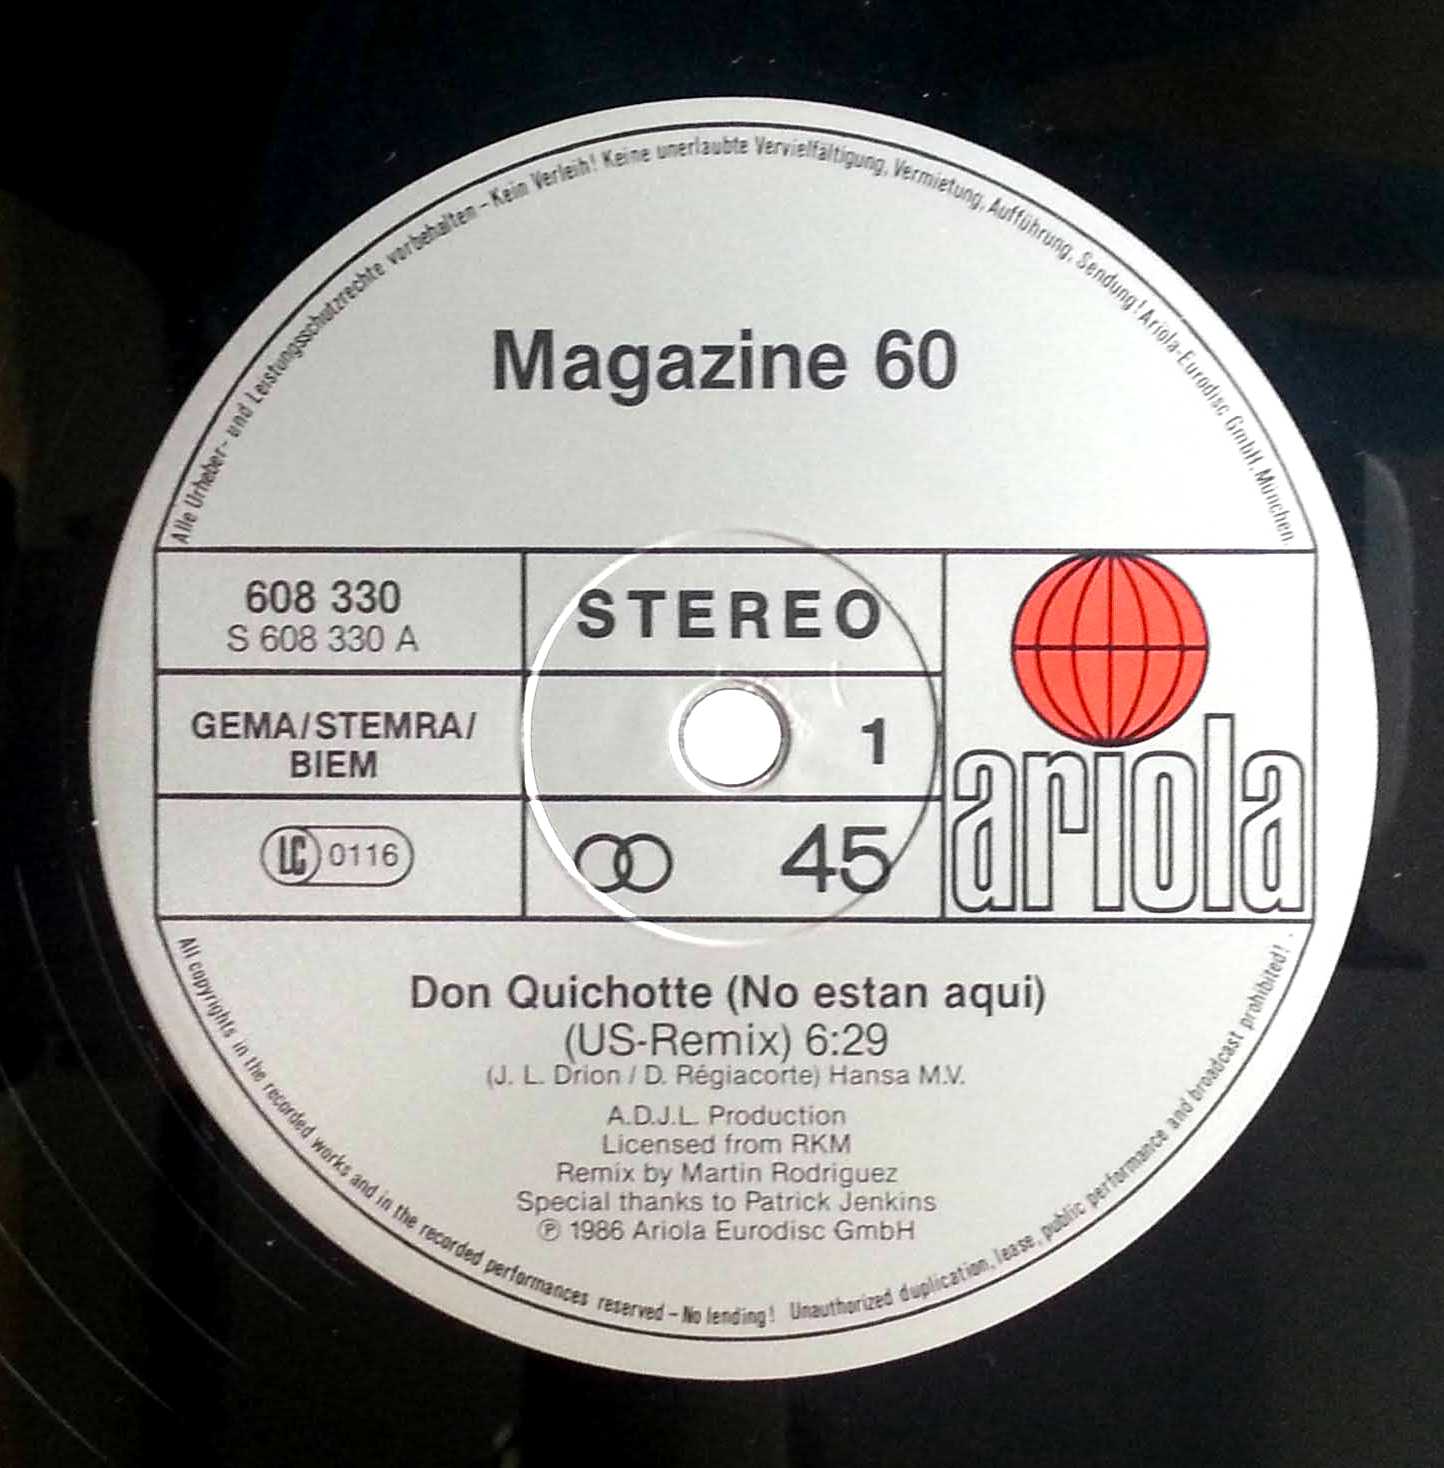 Alle Urheber- und Leistungsschutzrechte vorbehalten – Kein Verleih! Keine unerlaubte Vervielfältigung, Vermietung, Aufführung, Sendung! Ariola-Eurodisc GmbH, München
Magazine 60
608 330
S 608 330 A
STEREO
GEMA/STEMRA/
BIEM
1
LC 0116
45
ariola
Don Quichotte (No estan aqui)
(US-Remix) 6:29
(J. L. Drion / D. Régiacorte) Hansa M.V.
A.D.J.L. Production
Licensed from RKM
Remix by Martin Rodriguez
Special thanks to Patrick Jenkins
℗ 1986 Ariola Eurodisc GmbH
All copyrights in the recorded works and in the recorded performances reserved – No lending! Unauthorized duplication, lease, public performance and broadcast prohibited!